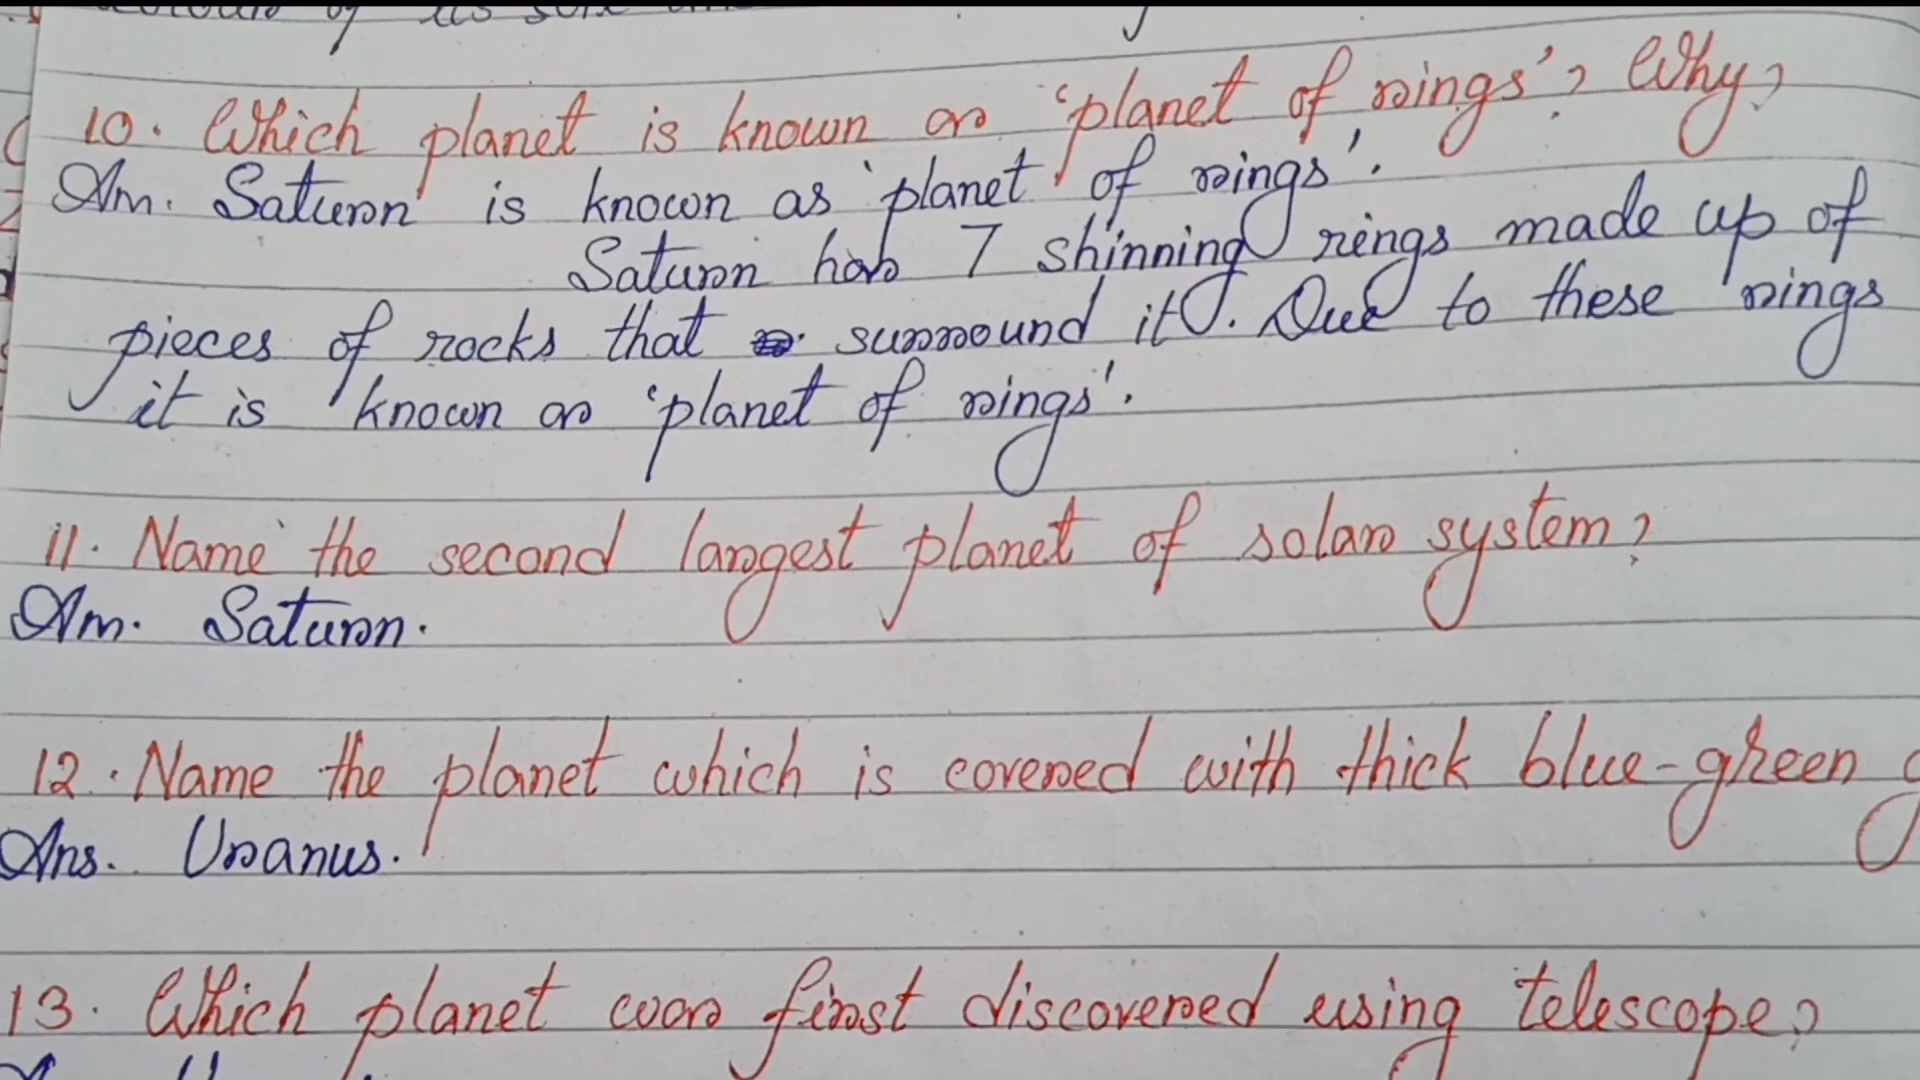 10. Which planet is known as 'planet of rings'? Why?
Ans. Saturn is known as 'planet of rings'.
Saturn has 7 shinning rings made up of
pieces of rocks that surround it. Due to these rings
it is known as 'planet of rings'.
11. Name the second largest planet of solar system?
Ans. Saturn.
12. Name the planet which is covered with thick blue-green g
Ans. Uranus.
13. Which planet was first discovered using telescope?